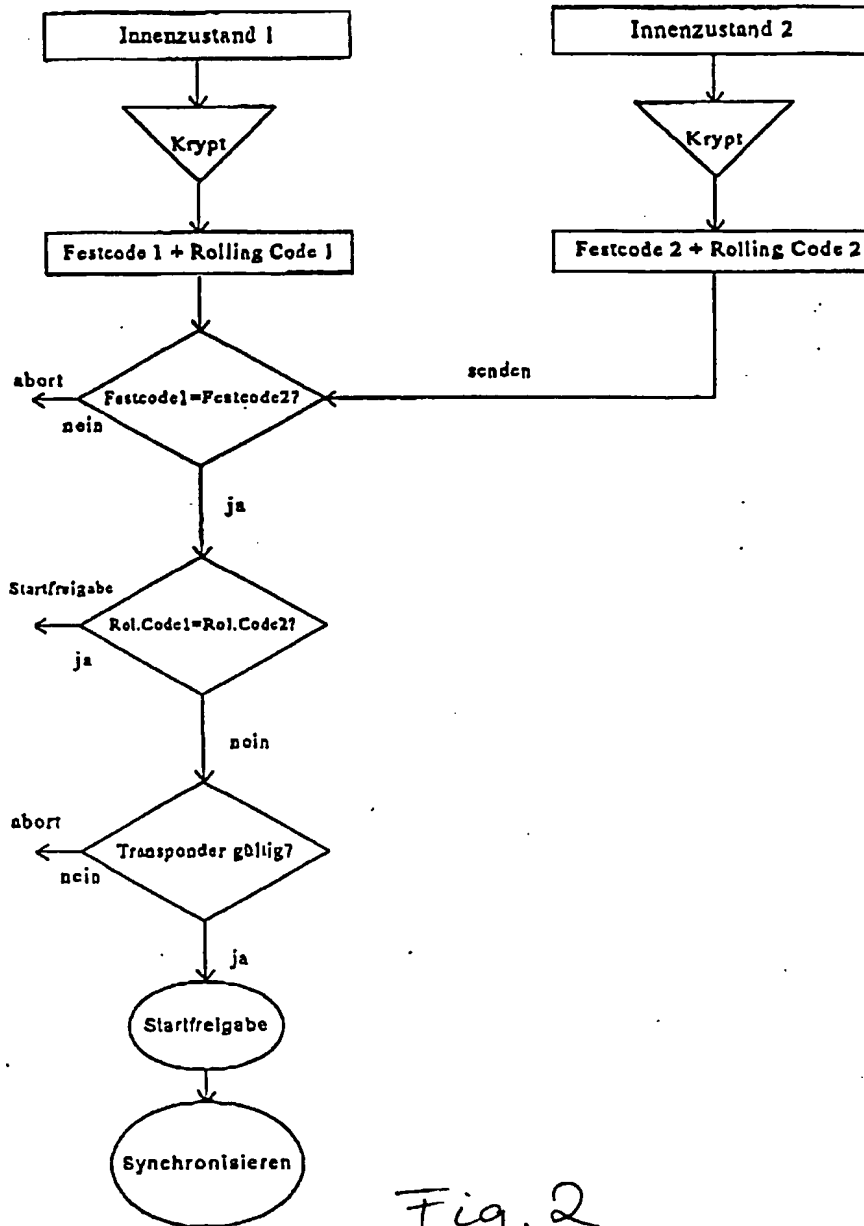 Innenzustand 1
Innenzustand 2
Krypt
Krypt
Festcode 1 + Rolling Code 1
Festcode 2 + Rolling Code 2
senden
abort
Festcode1=Festcode2?
nein
ja
Startfreigabe
Rol.Code1=Rol.Code2?
ja
nein
abort
Transponder gültig?
nein
ja
Startfreigabe
Synchronisieren
Fig. 2